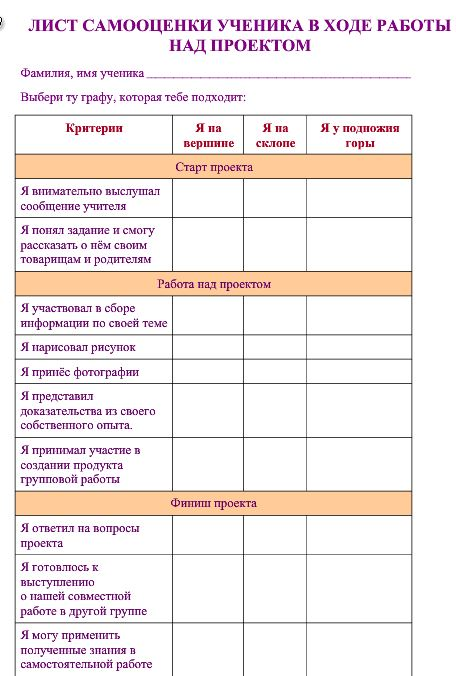 ЛИСТ САМООЦЕНКИ УЧЕНИКА В ХОДЕ РАБОТЫ
НАД ПРОЕКТОМ
Фамилия, имя ученика
Выбери ту графу, которая тебе подходит:
Критерии Я на вершине Я на склоне Я у подножия горы
Старт проекта
Я внимательно выслушал
сообщение учителя
Я понял задание и смогу
рассказать о нём своим
товарищам и родителям
Работа над проектом
Я участвовал в сборе
информации по своей теме
Я нарисовал рисунок
Я принёс фотографии
Я представил
доказательства из своего
собственного опыта.
Я принимал участие в
создании продукта
групповой работы
Финиш проекта
Я ответил на вопросы
проекта
Я готовлюсь к
выступлению
о нашей совместной
работе в другой группе
Я могу применить
полученные знания в
самостоятельной работе